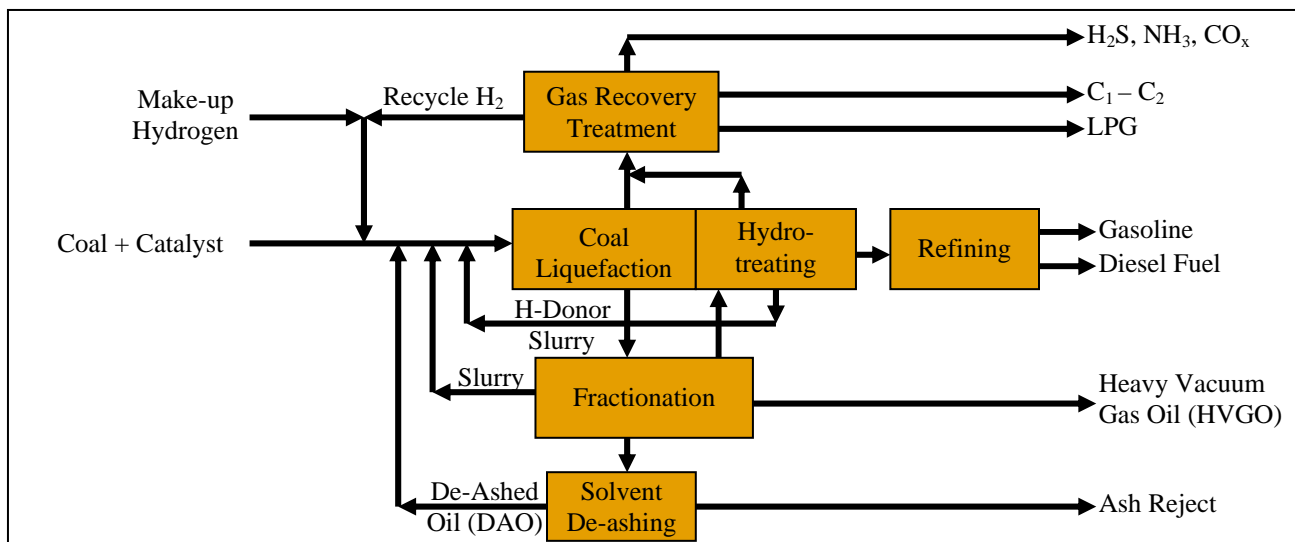 H₂S, NH₃, COₓ
Make-up
Hydrogen
Recycle H₂
Gas Recovery
Treatment
C₁ – C₂
LPG
Coal + Catalyst
Coal
Liquefaction
Hydro-
treating
Refining
Gasoline
Diesel Fuel
H-Donor
Slurry
Slurry
Fractionation
Heavy Vacuum
Gas Oil (HVGO)
De-Ashed
Oil (DAO)
Solvent
De-ashing
Ash Reject